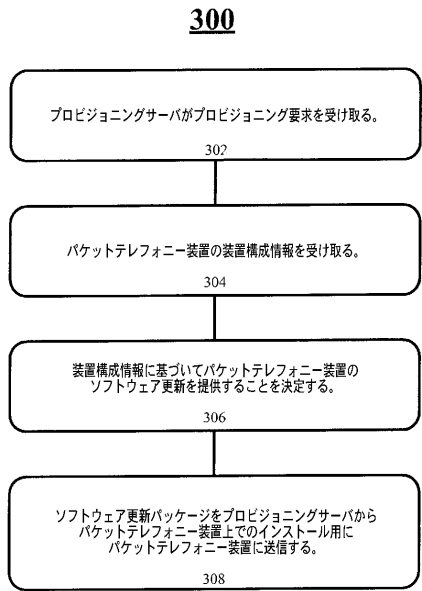 300
プロビジョニングサーバがプロビジョニング要求を受け取る。
302
パケットテレフォニー装置の装置構成情報を受け取る。
304
装置構成情報に基づいてパケットテレフォニー装置の
ソフトウェア更新を提供することを決定する。
306
ソフトウェア更新パッケージをプロビジョニングサーバから
パケットテレフォニー装置上でのインストール用に
パケットテレフォニー装置に送信する。
308